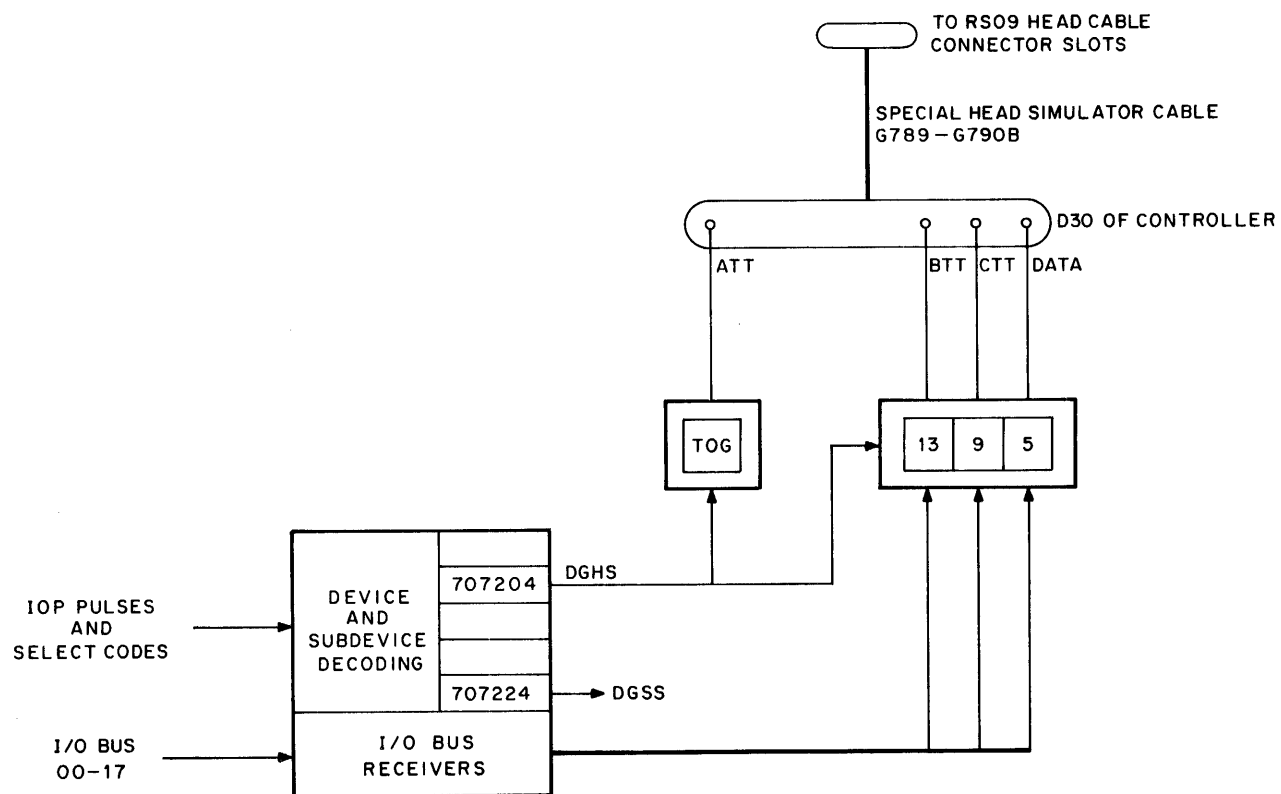 TO RS09 HEAD CABLE
CONNECTOR SLOTS
SPECIAL HEAD SIMULATOR CABLE
G789-G790B
D30 OF CONTROLLER
ATT
BTT
CTT
DATA
TOG
13
9
5
DGHS
707204
DEVICE
AND
SUBDEVICE
DECODING
IOP PULSES
AND
SELECT CODES
707224
DGSS
I/O BUS
00-17
I/O BUS
RECEIVERS